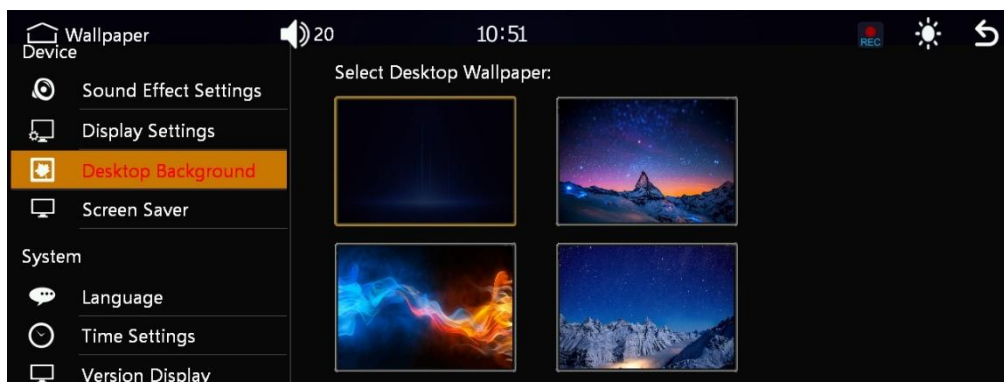 Wallpaper
20
10:51
REC
Device
Sound Effect Settings
Display Settings
Desktop Background
Screen Saver
System
Language
Time Settings
Version Display
Select Desktop Wallpaper: